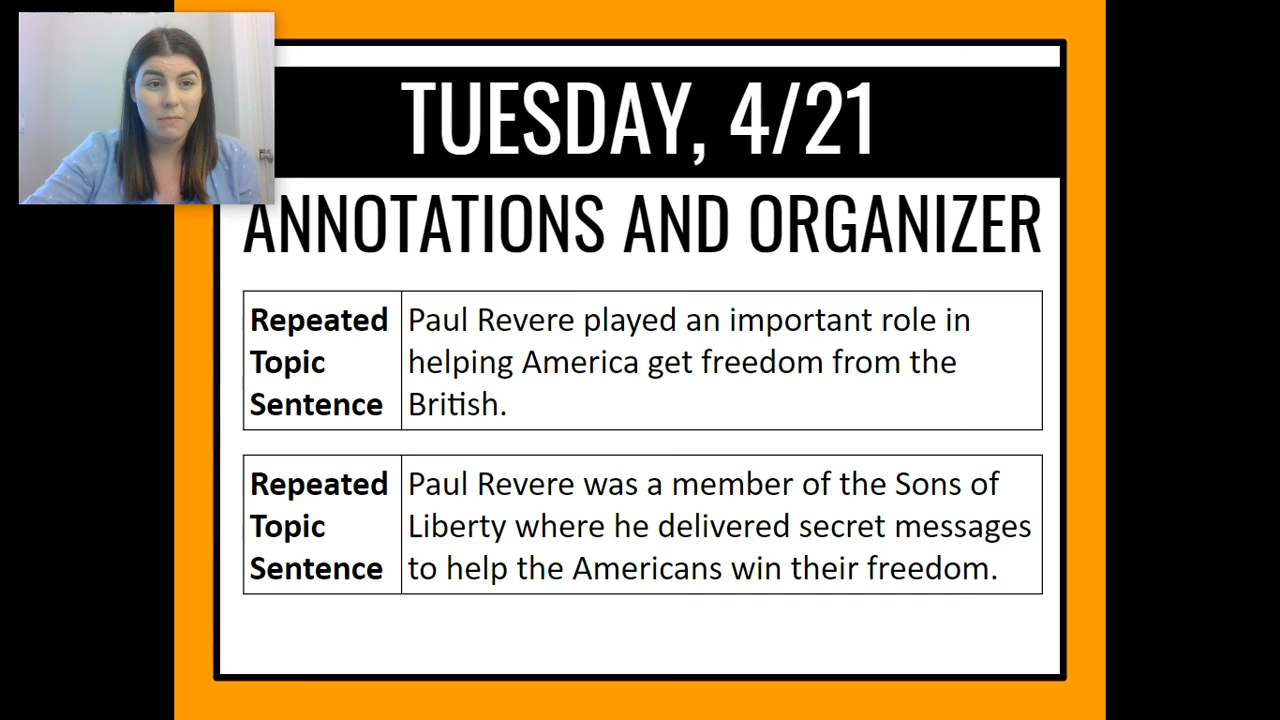 TUESDAY, 4/21
ANNOTATIONS AND ORGANIZER
Repeated Topic Sentence
Paul Revere played an important role in
helping America get freedom from the
British.
Repeated Topic Sentence
Paul Revere was a member of the Sons of
Liberty where he delivered secret messages
to help the Americans win their freedom.